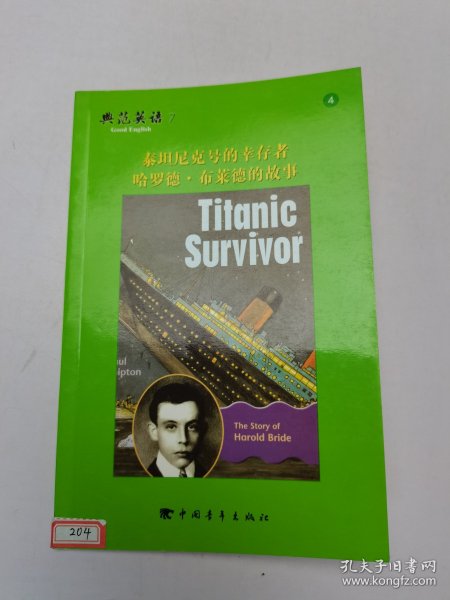 典范英语 7
Good English
4
泰坦尼克号的幸存者
哈罗德·布莱德的故事
Titanic
Survivor
The Story of
Harold Bride
中国青年出版社
204
孔夫子旧书网
www.kongfz.com